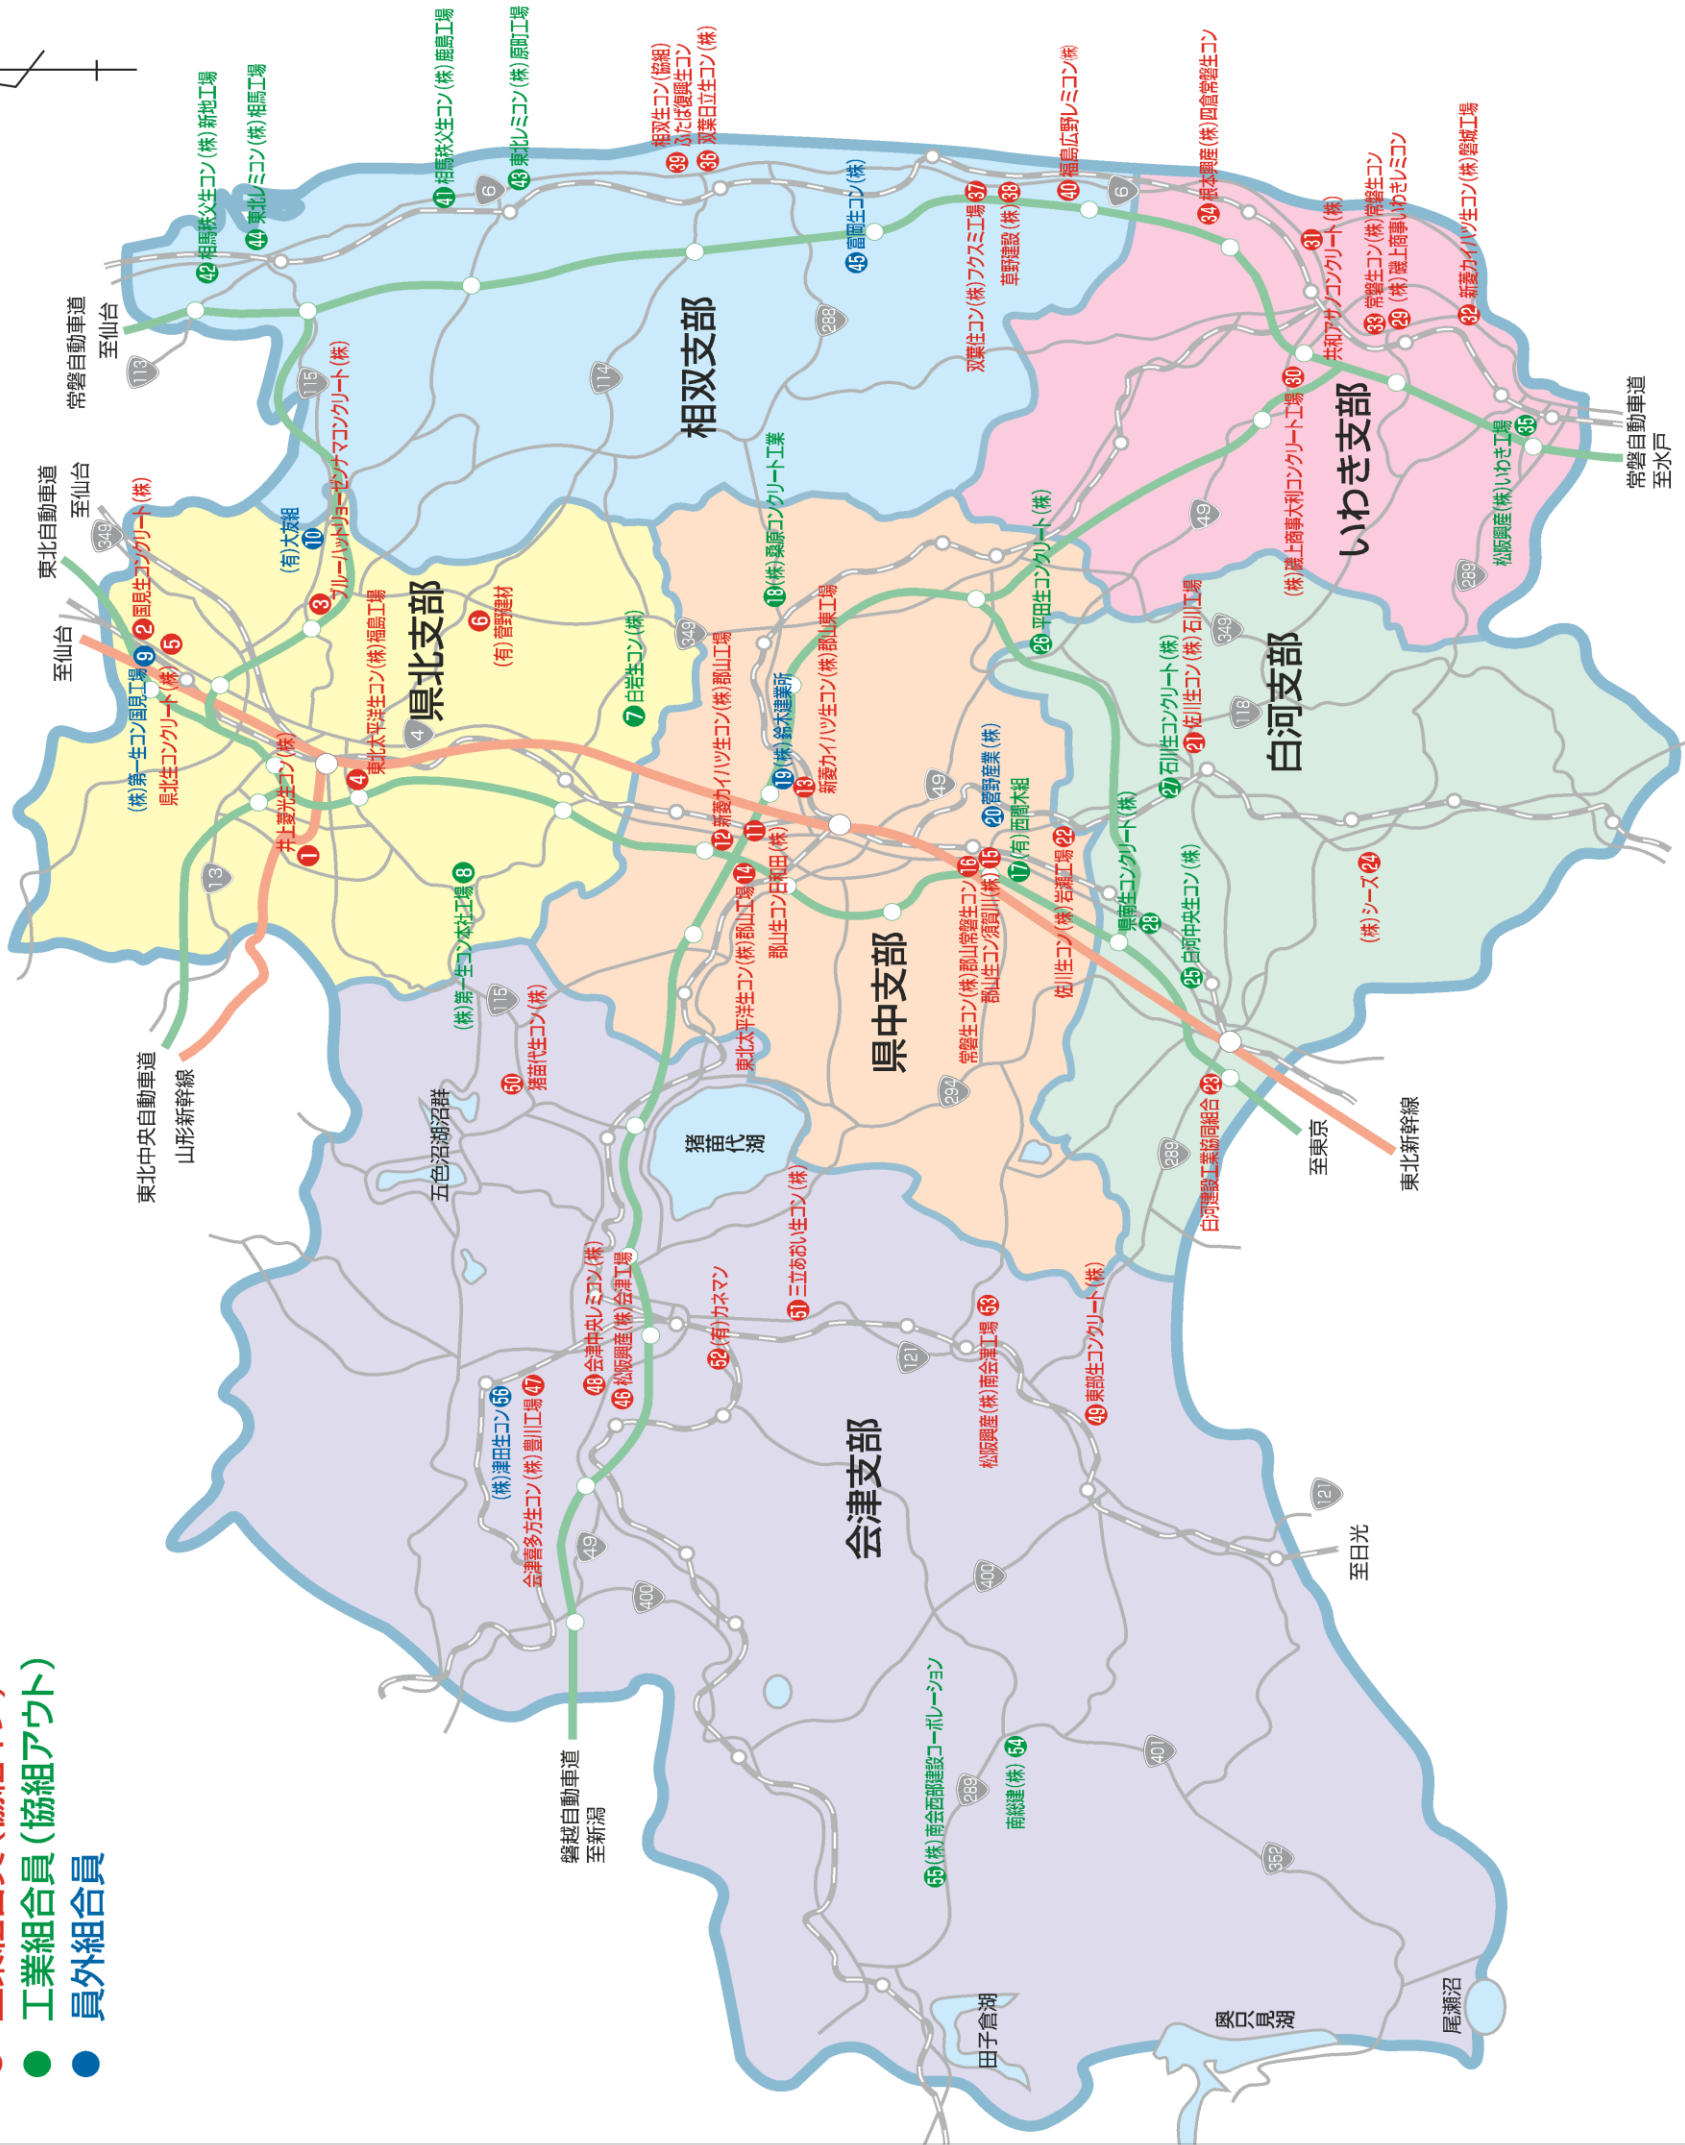 工業組合員（協組アウト）
員外組合員
県北支部
相双支部
県中支部
いわき支部
白河支部
会津支部
常磐自動車道
至仙台
東北自動車道
至仙台
至仙台
東北中央自動車道
山形新幹線
磐越自動車道
至新潟
至日光
至東京
東北新幹線
常磐自動車道
至水戸
五色沼湖沼群
猪苗代湖
田子倉湖
奥只見湖
尾瀬沼
1 井上菱光生コン（株）
2 国見生コンクリート（株）
3 ブルーハットリョーゼンナマコンクリート（株）
4 東北太平洋生コン（株）福島工場
5 県北生コンクリート（株）
6 （有）菅野建材
7 白岩生コン（株）
8 （株）第一生コン本社工場
9 （株）第一生コン国見工場
10 （有）大友組
11 郡山生コン日和田（株）
12 新菱カイハツ生コン（株）郡山工場
13 新菱カイハツ生コン（株）郡山東工場
14 東北太平洋生コン（株）郡山工場
15 郡山生コン須賀川（株）
16 常磐生コン（株）郡山常磐生コン
17 （有）西間木組
18 （株）桑原コンクリート工業
19 （株）鈴木建業所
20 菅野産業（株）
21 佐川生コン（株）石川工場
22 佐川生コン（株）岩瀬工場
23 白河建設工業協同組合
24 （株）シーズ
25 白河中央生コン（株）
26 平田生コンクリート（株）
27 石川生コンクリート（株）
28 県南生コンクリート（株）
29 （株）磯上商事いわきレミコン
30 （株）磯上商事大利コンクリート工場
31 共和アサノコンクリート（株）
32 新菱カイハツ生コン（株）磐城工場
33 常磐生コン（株）常磐生コン
34 根本興産（株）四倉常磐生コン
35 松阪興産（株）いわき工場
36 双葉日立生コン（株）
37 双葉住コン（株）フクスミ工場
38 草野建設（株）
39 相双生コン（協組）
ふたば復興生コン
40 福島広野レミコン（株）
41 相馬秩父生コン（株）鹿島工場
42 相馬秩父生コン（株）新地工場
43 東北レミコン（株）原町工場
44 東北レミコン（株）相馬工場
45 富岡生コン（株）
46 松阪興産（株）会津工場
47 会津喜多方生コン（株）豊川工場
48 会津中央レミコン（株）
49 東部生コンクリート（株）
50 猪苗代生コン（株）
51 三立あおい生コン（株）
52 （有）カネマン
53 松阪興産（株）南会津工場
54 南総建（株）
55 （株）南会西部建設コーポレーション
56 （株）津田生コン
113
115
6
114
288
6
349
4
13
349
49
49
349
118
289
294
289
115
121
49
400
400
121
289
401
352